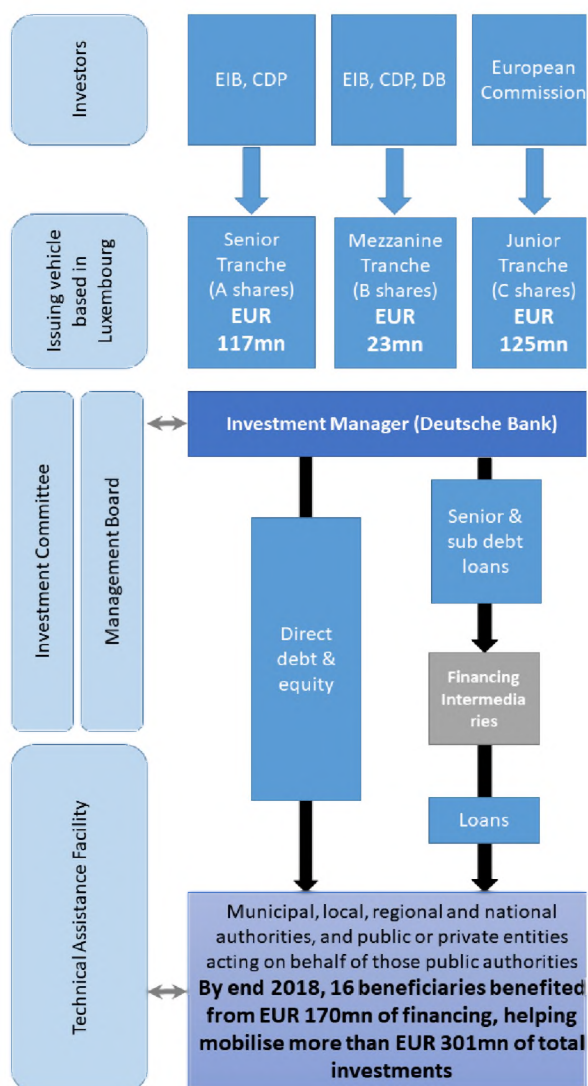 Investors
EIB, CDP
EIB, CDP, DB
European
Commission
Issuing vehicle
based in
Luxembourg
Senior
Tranche
(A shares)
EUR
117mn
Mezzanine
Tranche
(B shares)
EUR
23mn
Junior
Tranche
(C shares)
EUR
125mn
Investment Committee
Management Board
Investment Manager (Deutsche Bank)
Direct
debt &
equity
Senior &
sub debt
loans
Financing
Intermedia
ries
Loans
Technical Assistance Facility
Municipal, local, regional and national
authorities, and public or private entities
acting on behalf of those public authorities
By end 2018, 16 beneficiaries benefited
from EUR 170mn of financing, helping
mobilise more than EUR 301mn of total
investments